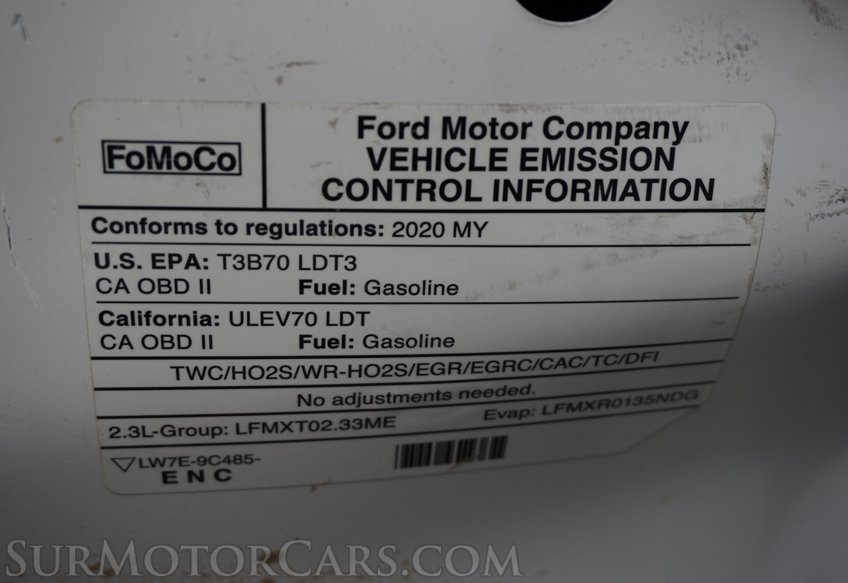 FoMoCo
Ford Motor Company
VEHICLE EMISSION
CONTROL INFORMATION
Conforms to regulations: 2020 MY
U.S. EPA: T3B70 LDT3
CA OBD II Fuel: Gasoline
California: ULEV70 LDT
CA OBD II Fuel: Gasoline
TWC/HO2S/WR-HO2S/EGR/EGRC/CAC/TC/DFI
No adjustments needed.
2.3L-Group: LFMXT02.33ME Evap: LFMXR0135NDG
LW7E-9C485-
ENC
SURMOTORCARS.COM